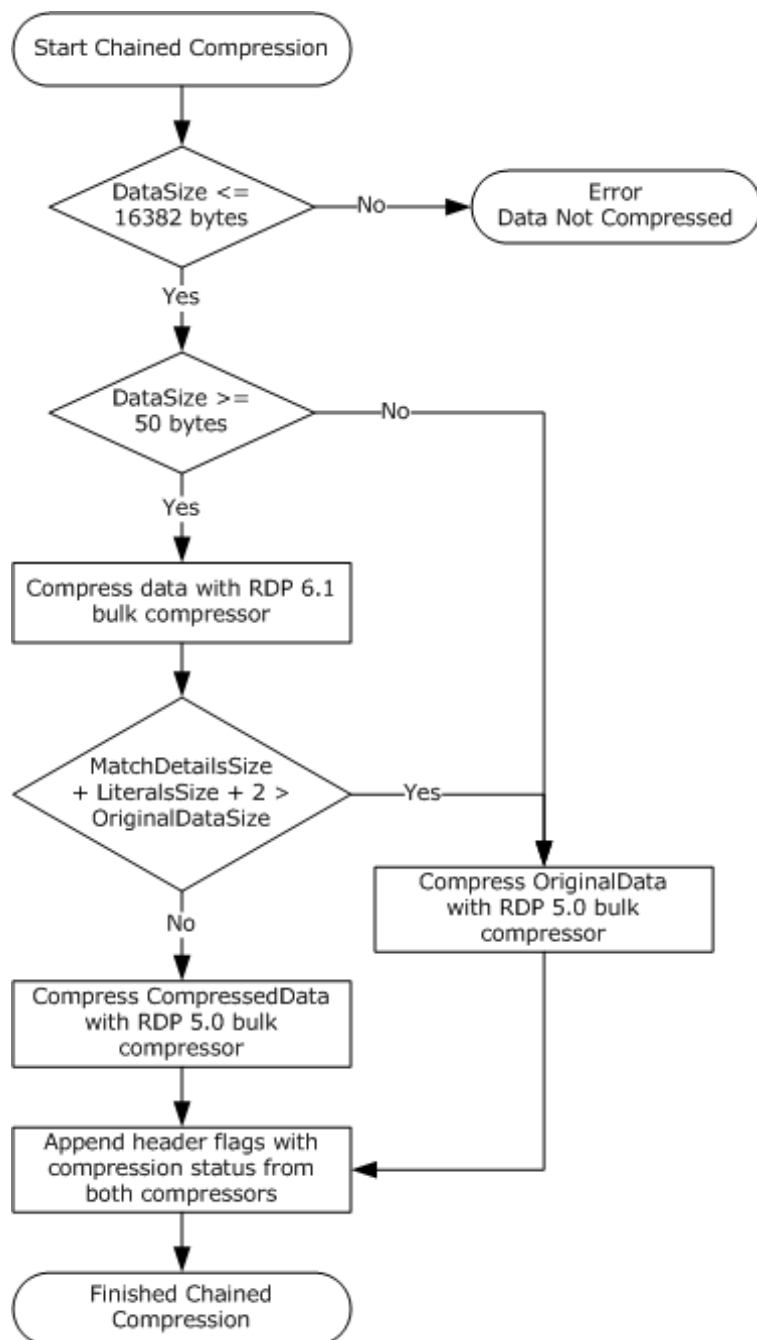 Start Chained Compression
DataSize <=
16382 bytes
No
Error
Data Not Compressed
Yes
DataSize >=
50 bytes
No
Yes
Compress data with RDP 6.1
bulk compressor
MatchDetailsSize
+ LiteralsSize + 2 >
OriginalDataSize
Yes
Compress OriginalData
with RDP 5.0 bulk
compressor
No
Compress CompressedData
with RDP 5.0 bulk
compressor
Append header flags with
compression status from
both compressors
Finished Chained
Compression